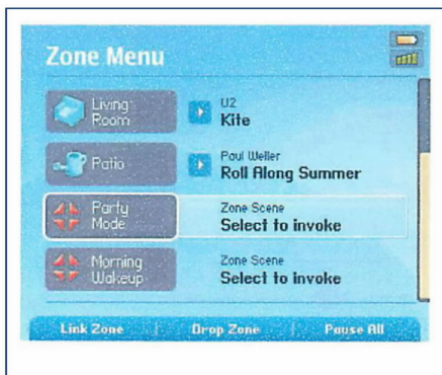 Zone Menu
Living Room
U2
Kite
Patio
Paul Weller
Roll Along Summer
Party Mode
Zone Scene
Select to invoke
Morning Wakeup
Zone Scene
Select to invoke
Link Zone | Drop Zone | Pause All